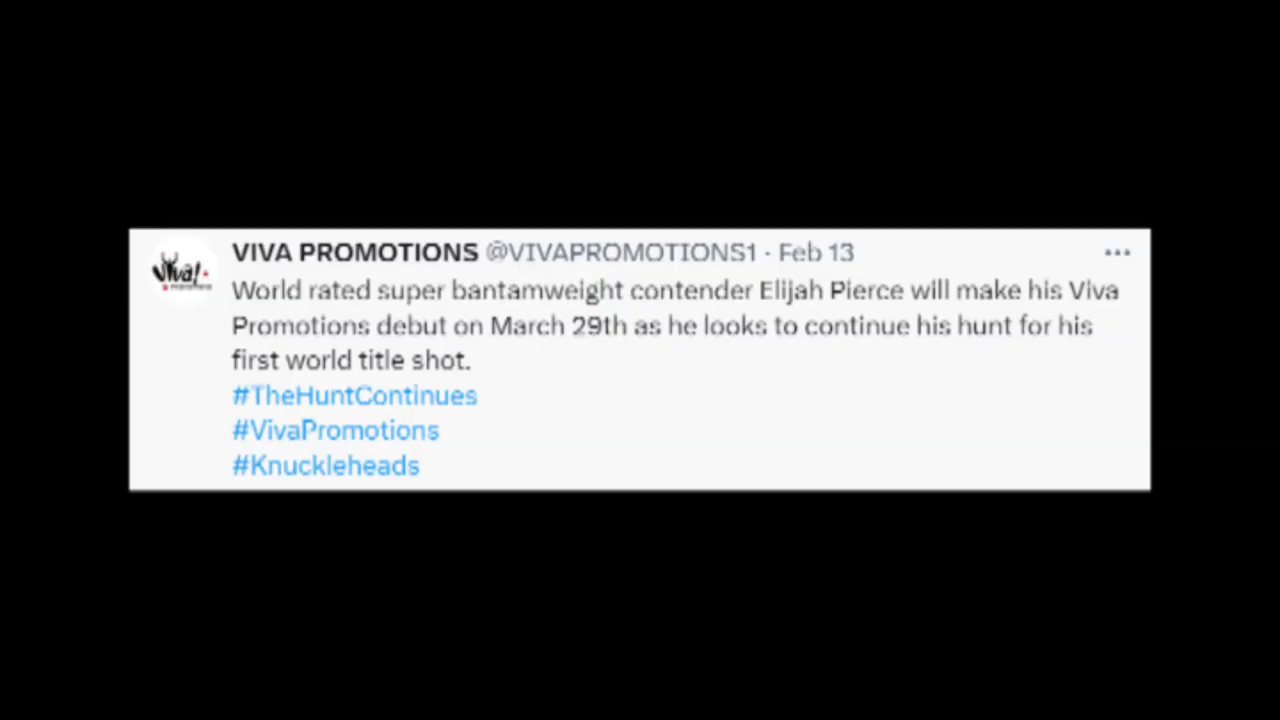 VIVA PROMOTIONS @VIVAPROMOTIONS1 · Feb 13
Viva!
World rated super bantamweight contender Elijah Pierce will make his Viva
Promotions debut on March 29th as he looks to continue his hunt for his
first world title shot.
#TheHuntContinues
#VivaPromotions
#Knuckleheads